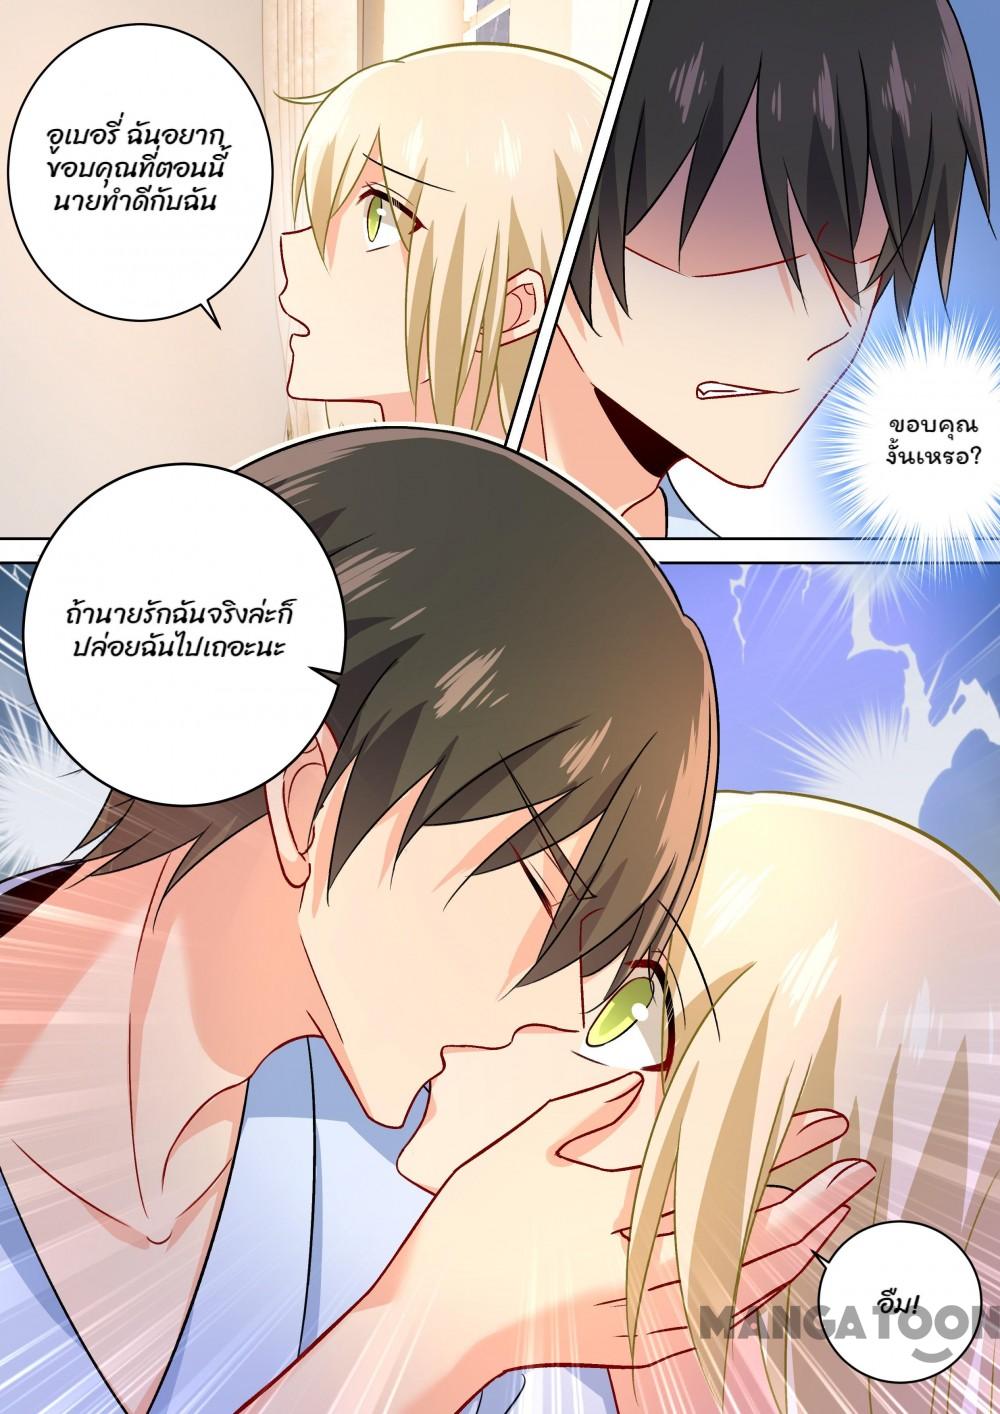 อูเบอรี่ ฉันอยาก
ขอบคุณที่ตอนนี้
นายทำดีกับฉัน
ขอบคุณ
งั้นเหรอ?
ถ้านายรักฉันจริงล่ะก็
ปล่อยฉันไปเถอะนะ
อืม!
MANGATOON